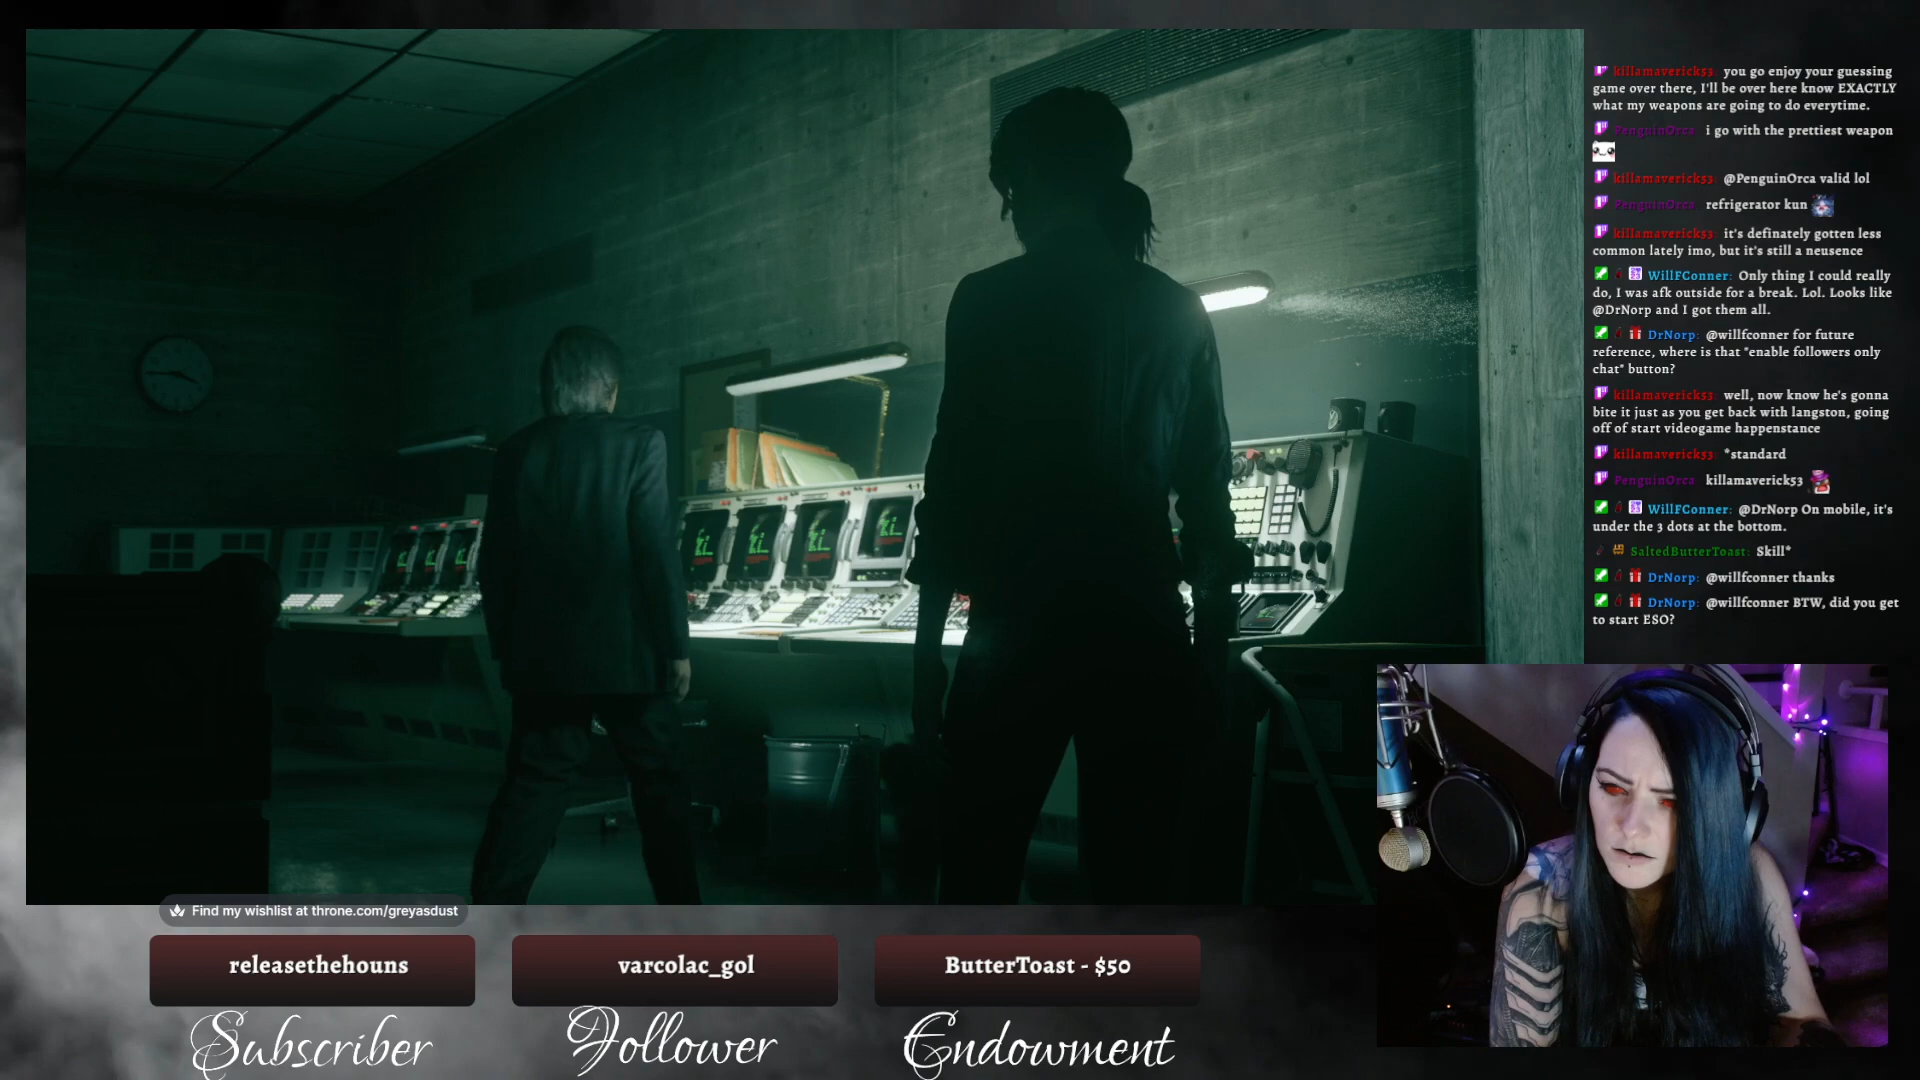 killamaverick53: you go enjoy your guessing
game over there, I'll be over here know EXACTLY
what my weapons are going to do everytime.
PenguinOrca: i go with the prettiest weapon
killamaverick53: @PenguinOrca valid lol
PenguinOrca: refrigerator kun
killamaverick53: it's definately gotten less
common lately imo, but it's still a neusence
WillFConner: Only thing I could really
do, I was afk outside for a break. Lol. Looks like
@DrNorp and I got them all.
DrNorp: @willfconner for future
reference, where is that *enable followers only
chat* button?
killamaverick53: well, now know he's gonna
bite it just as you get back with langston, going
off of start videogame happenstance
killamaverick53: *standard
PenguinOrca: killamaverick53
WillFConner: @DrNorp On mobile, it's
under the 3 dots at the bottom.
SaltedButterToast: Skill*
DrNorp: @willfconner thanks
DrNorp: @willfconner BTW, did you get
to start ESO?
Find my wishlist at throne.com/greyasdust
releasethehouns
varcolac_gol
ButterToast - $50
Subscriber
Follower
Endowment